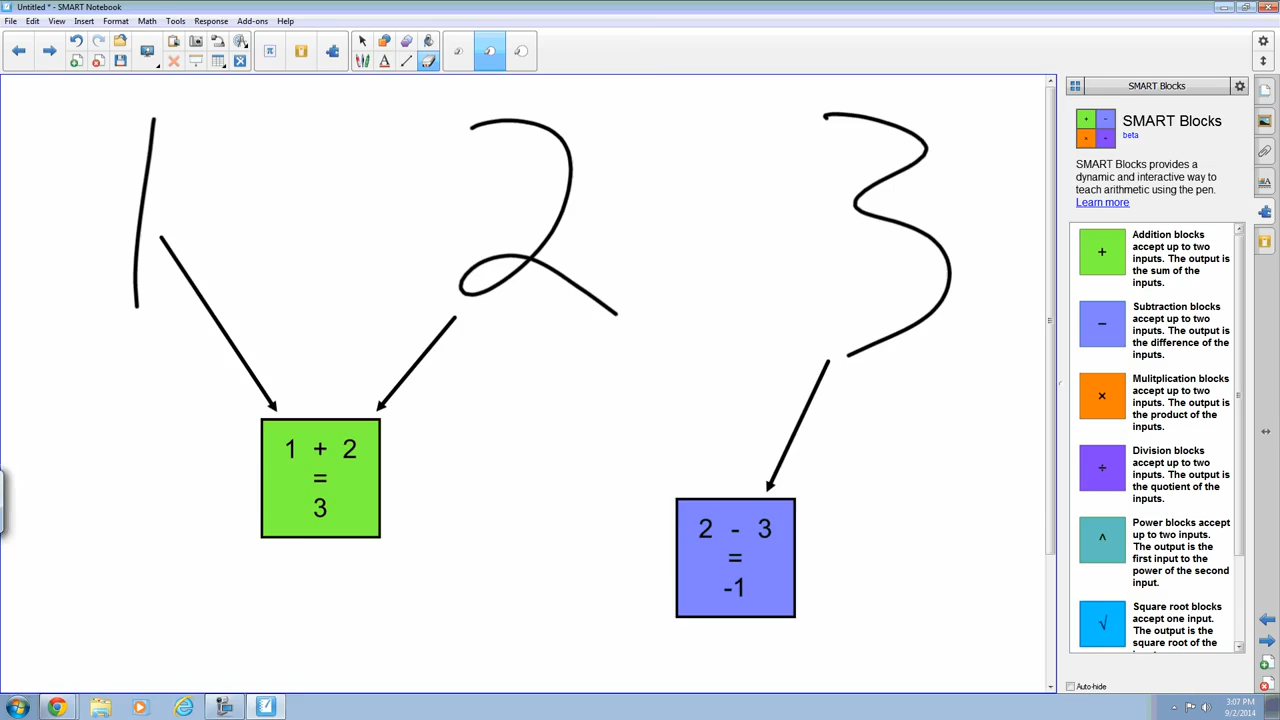 Untitled * - SMART Notebook
File Edit View Insert Format Math Tools Response Add-ons Help
SMART Blocks
SMART Blocks
beta
SMART Blocks provides a
dynamic and interactive way to
teach arithmetic using the pen.
Learn more
1 2 3
+
Addition blocks
accept up to two
inputs. The output is
the sum of the
inputs.
−
Subtraction blocks
accept up to two
inputs. The output is
the difference of the
inputs.
×
Mulitplication blocks
accept up to two
inputs. The output is
the product of the
inputs.
÷
Division blocks
accept up to two
inputs. The output is
the quotient of the
inputs.
^
Power blocks accept
up to two inputs.
The output is the
first input to the
power of the second
input.
√
Square root blocks
accept one input.
The output is the
square root of the
1 + 2
=
3
2 - 3
=
-1
Auto-hide
3:07 PM
9/2/2014